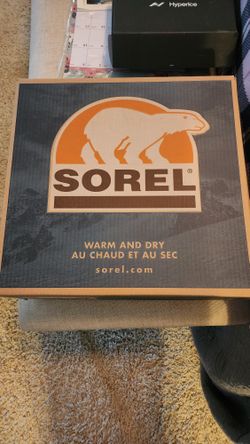 Hyperice
SOREL®
WARM AND DRY
AU CHAUD ET AU SEC
sorel.com